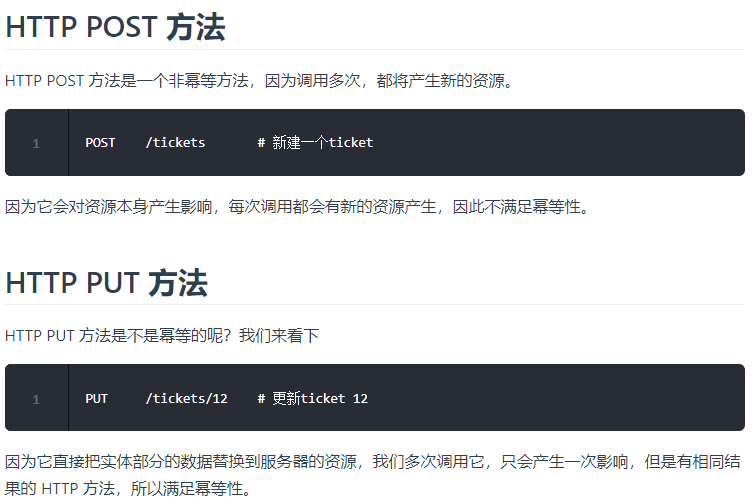 HTTP POST 方法
HTTP POST 方法是一个非幂等方法，因为调用多次，都将产生新的资源。
1 POST /tickets # 新建一个ticket
因为它会对资源本身产生影响，每次调用都会有新的资源产生，因此不满足幂等性。
HTTP PUT 方法
HTTP PUT 方法是不是幂等的呢？我们来看下
1 PUT /tickets/12 # 更新ticket 12
因为它直接把实体部分的数据替换到服务器的资源，我们多次调用它，只会产生一次影响，但是有相同结
果的 HTTP 方法，所以满足幂等性。